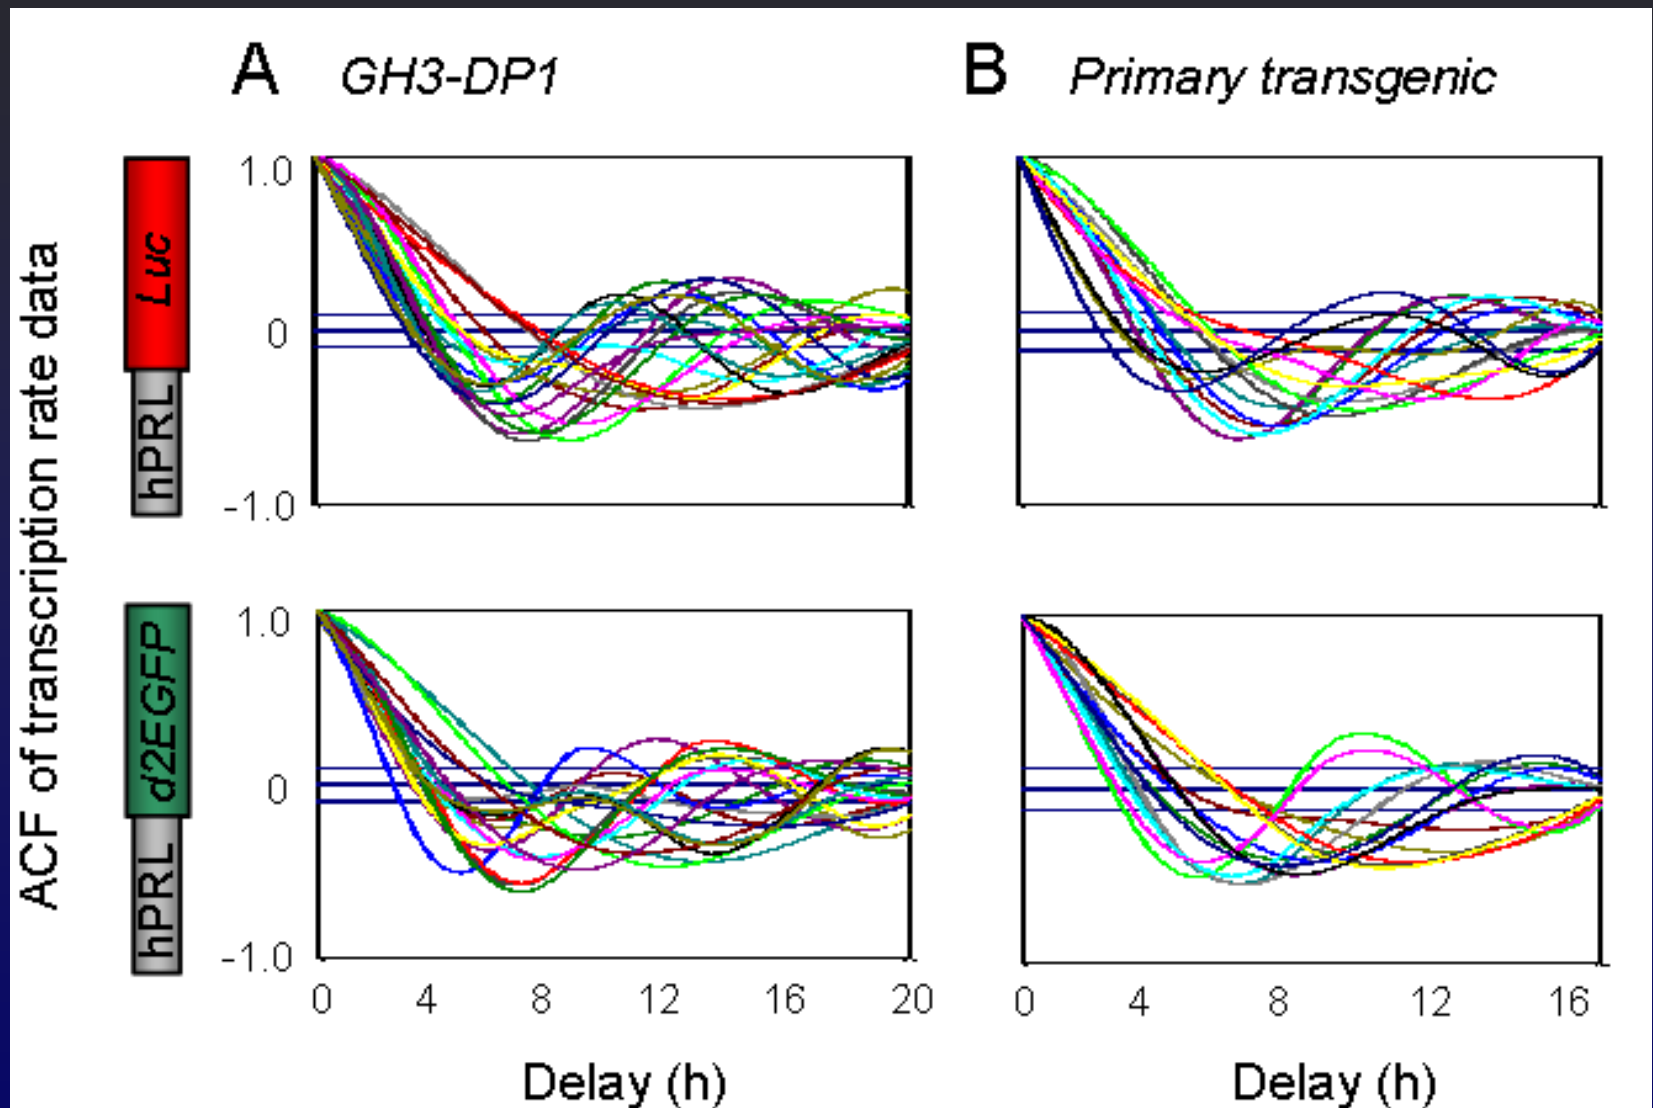 A GH3-DP1
B Primary transgenic
ACF of transcription rate data
Luc
hPRL
1.0
0
-1.0
d2EGFP
hPRL
1.0
0
-1.0
0 4 8 12 16 20
0 4 8 12 16
Delay (h)
Delay (h)